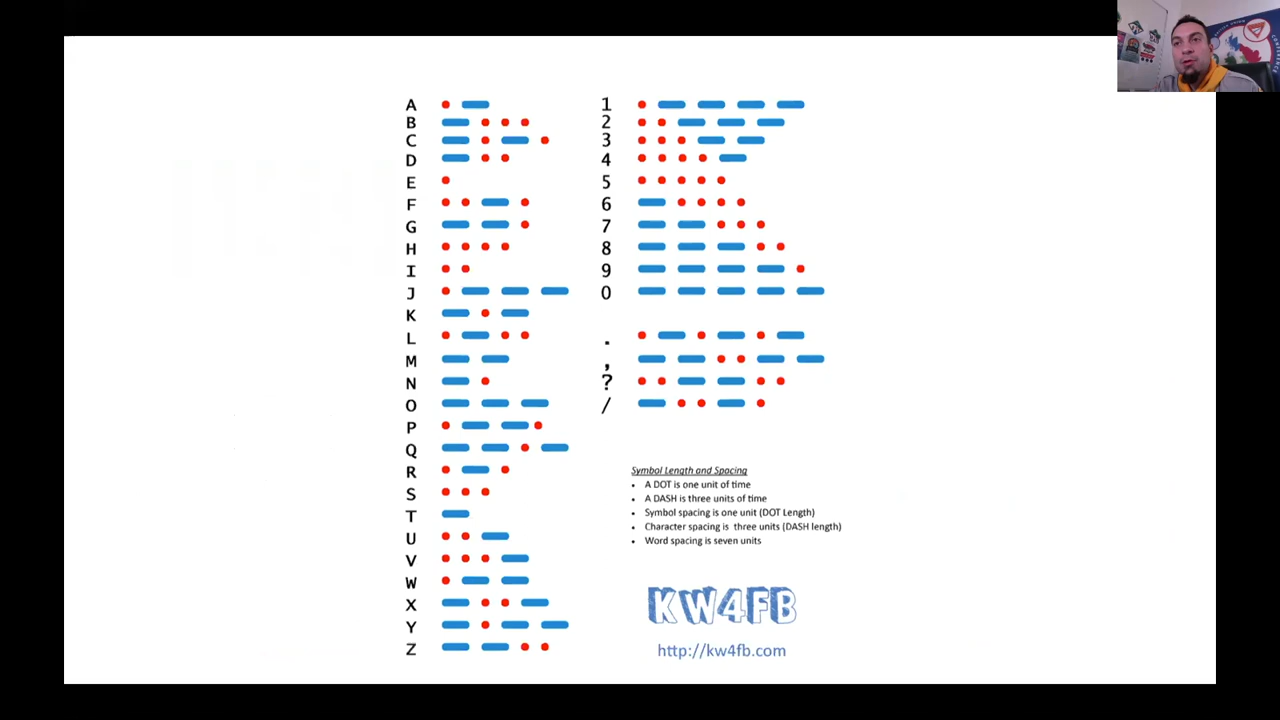 A
B
C
D
E
F
G
H
I
J
K
L
M
N
O
P
Q
R
S
T
U
V
W
X
Y
Z
1
2
3
4
5
6
7
8
9
0
.
,
?
/
Symbol Length and Spacing
• A DOT is one unit of time
• A DASH is three units of time
• Symbol spacing is one unit (DOT Length)
• Character spacing is three units (DASH length)
• Word spacing is seven units
KW4FB
http://kw4fb.com